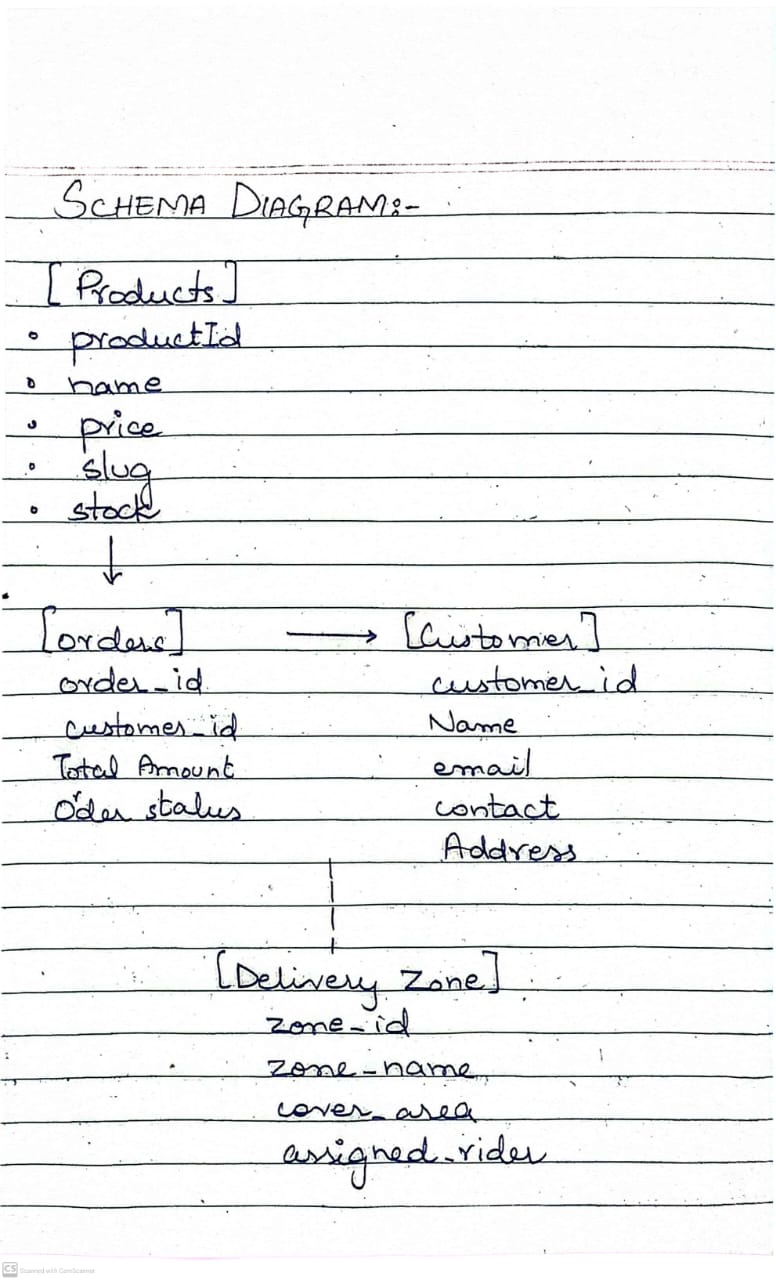 SCHEMA DIAGRAM:-
[Products]
• productId
• name
• price
• slug
• stock
[orders] → [Customer]
order_id customer_id
customer_id Name
Total Amount email
Oder status contact
Address
[Delivery Zone]
zone-id
zone-name
cover_area
assigned-rider
CS Scanned with CamScanner